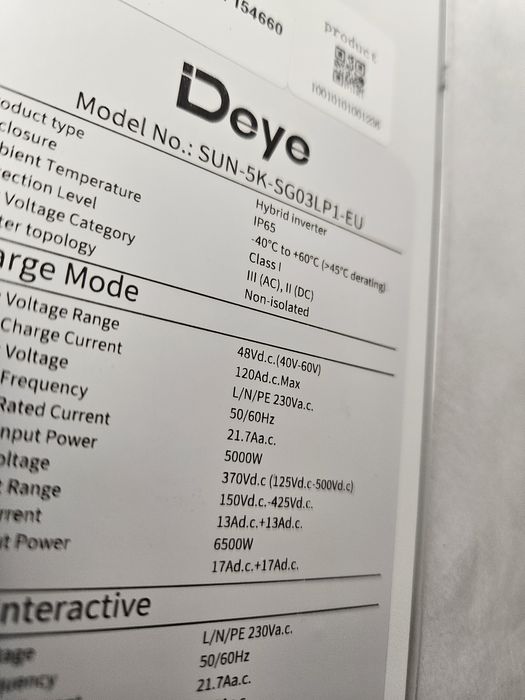 154660
product
Deye
Model No.: SUN-5K-SG03LP1-EU
oduct type Hybrid inverter
closure IP65
bient Temperature -40℃ to +60℃ (>45℃ derating)
ection Level Class I
Voltage Category III (AC), II (DC)
ter topology Non-isolated
arge Mode
Voltage Range 48Vd.c.(40V-60V)
Charge Current 120Ad.c.Max
Voltage L/N/PE 230Va.c.
Frequency 50/60Hz
Rated Current 21.7Aa.c.
nput Power 5000W
oltage 370Vd.c (125Vd.c-500Vd.c)
t Range 150Vd.c.-425Vd.c.
rrent 13Ad.c.+13Ad.c.
t Power 6500W
17Ad.c.+17Ad.c.
nteractive
tage L/N/PE 230Va.c.
quency 50/60Hz
21.7Aa.c.